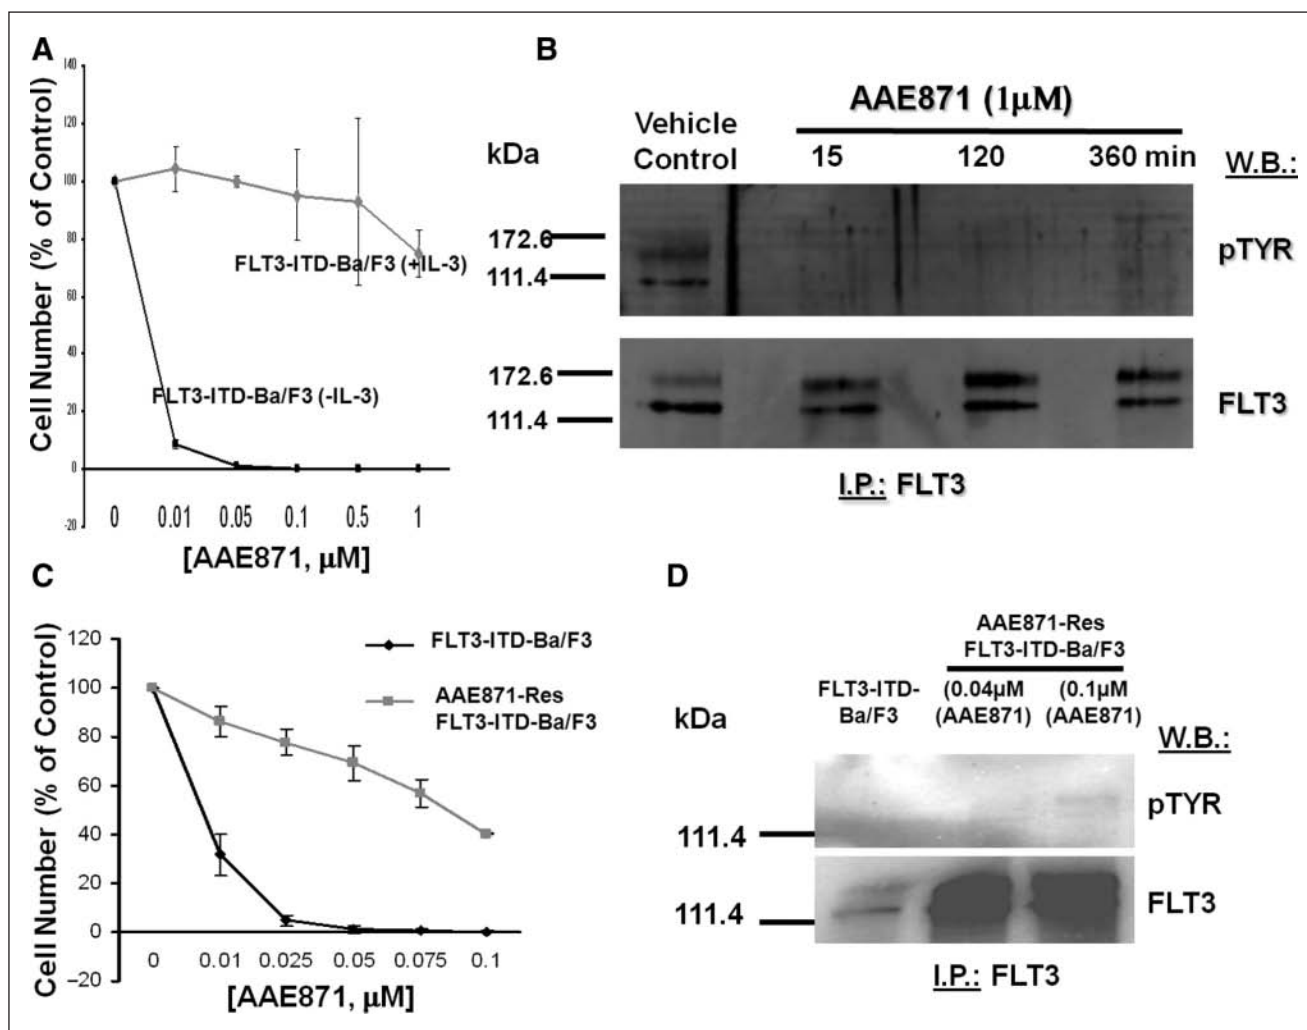 A
140
120
100
80
60
40
20
0
-20
Cell Number (% of Control)
FLT3-ITD-Ba/F3 (+IL-3)
FLT3-ITD-Ba/F3 (-IL-3)
0 0.01 0.05 0.1 0.5 1
[AAE871, µM]
B
AAE871 (1µM)
Vehicle
Control
kDa
15 120 360 min
W.B.:
172.6
111.4
pTYR
172.6
111.4
FLT3
I.P.: FLT3
C
120
100
80
60
40
20
0
–20
Cell Number (% of Control)
FLT3-ITD-Ba/F3
AAE871-Res
FLT3-ITD-Ba/F3
0 0.01 0.025 0.05 0.075 0.1
[AAE871, µM]
D
AAE871-Res
FLT3-ITD-Ba/F3
FLT3-ITD-
Ba/F3
(0.04µM
(AAE871)
(0.1µM
(AAE871)
kDa
W.B.:
pTYR
111.4
111.4
FLT3
I.P.: FLT3